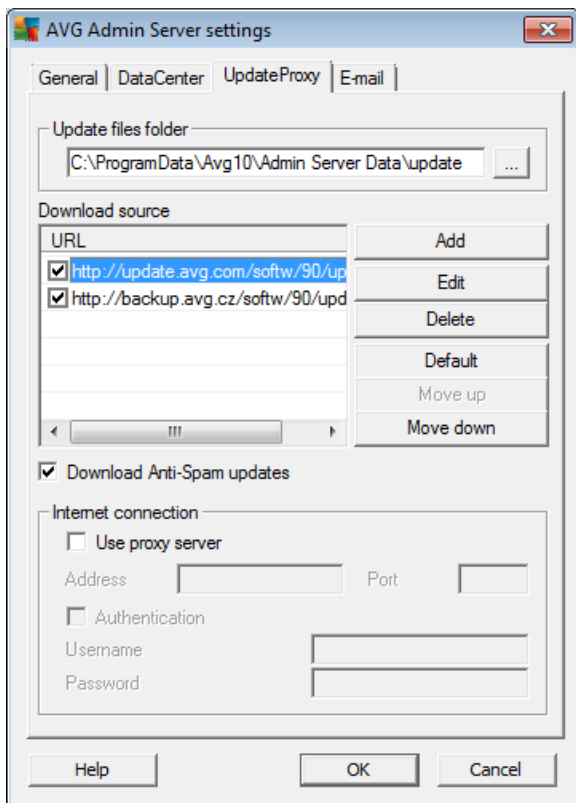 AVG Admin Server settings
General DataCenter UpdateProxy E-mail
Update files folder
C:\ProgramData\Avg10\Admin Server Data\update ...
Download source
URL
http://update.avg.com/softw/90/up
http://backup.avg.cz/softw/90/upd
Add
Edit
Delete
Default
Move up
Move down
Download Anti-Spam updates
Internet connection
Use proxy server
Address Port
Authentication
Username
Password
Help OK Cancel